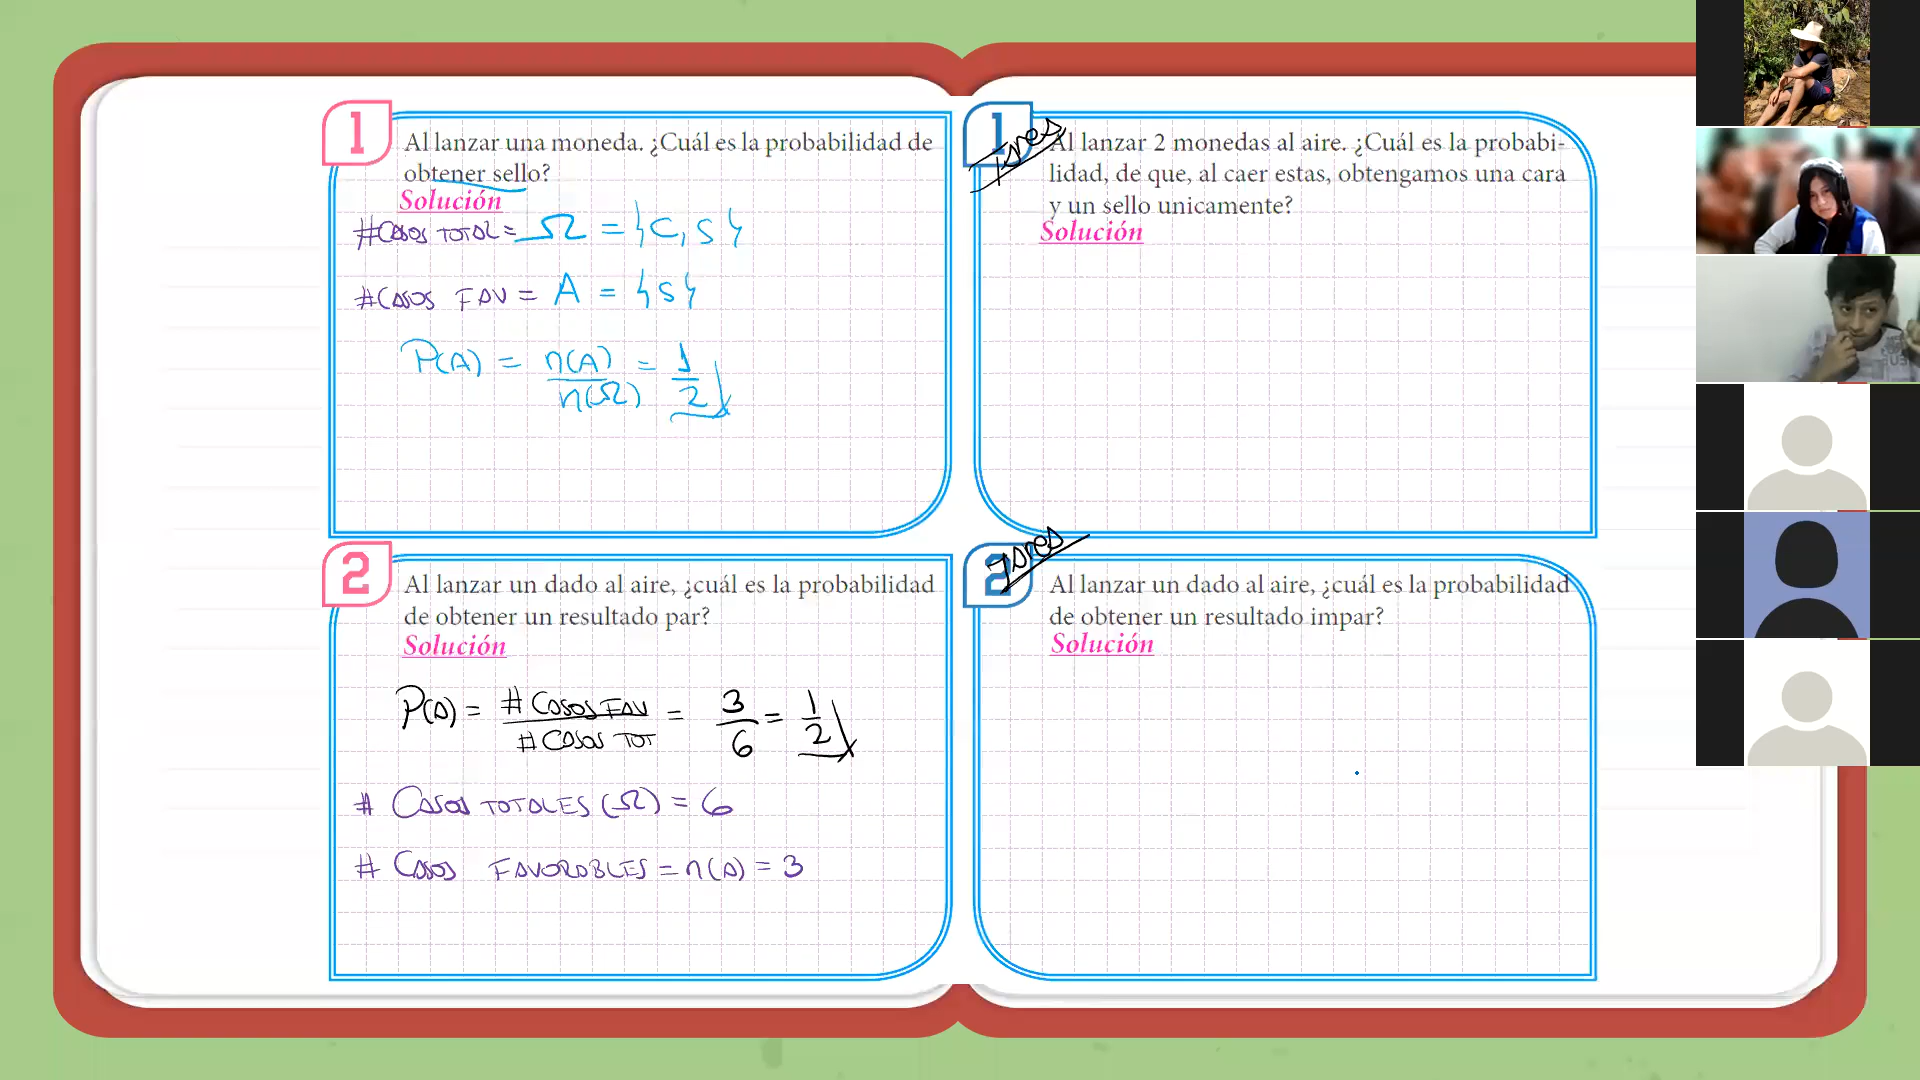 1
Al lanzar una moneda. ¿Cuál es la probabilidad de
obtener sello?
Solución
#Casos total = Ω = {C, S}
#Casos FAV = A = {S}
P(A) = n(A) / n(Ω) = 1/2
2
Al lanzar un dado al aire, ¿cuál es la probabilidad
de obtener un resultado par?
Solución
P(A) = # Casos FAV / # Casos TOT = 3/6 = 1/2
# Casos TOTALES (Ω) = 6
# Casos FAVORABLES = n(A) = 3
1
Al lanzar 2 monedas al aire. ¿Cuál es la probabi-
lidad, de que, al caer estas, obtengamos una cara
y un sello unicamente?
Solución
2
Al lanzar un dado al aire, ¿cuál es la probabilidad
de obtener un resultado impar?
Solución